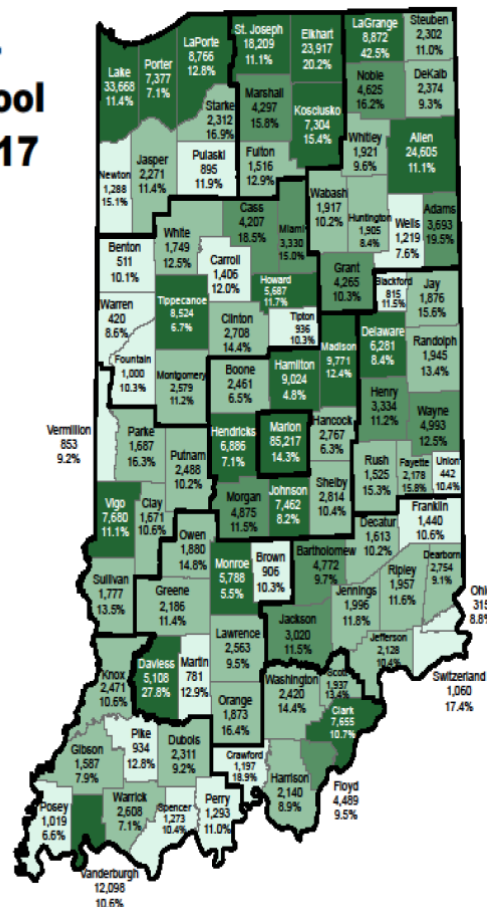 ool
17
Lake
33,668
11.4%
Porter
7,377
7.1%
LaPorte
8,766
12.8%
St. Joseph
18,209
11.1%
Elkhart
23,917
20.2%
LaGrange
8,872
42.5%
Steuben
2,302
11.0%
Noble
4,625
16.2%
DeKalb
2,374
9.3%
Starke
2,312
16.9%
Marshall
4,297
15.8%
Kosciusko
7,304
15.4%
Whitley
1,921
9.6%
Allen
24,605
11.1%
Newton
1,288
15.1%
Jasper
2,271
11.4%
Pulaski
895
11.9%
Fulton
1,516
12.9%
Wabash
1,917
10.2%
Huntington
1,905
8.4%
Wells
1,219
7.6%
Adams
3,693
19.5%
Benton
511
10.1%
White
1,749
12.5%
Cass
4,207
18.5%
Miami
3,330
15.0%
Carroll
1,406
12.0%
Grant
4,265
10.3%
Blackford
815
11.5%
Jay
1,876
15.6%
Warren
420
8.6%
Tippecanoe
8,524
6.7%
Howard
5,687
11.7%
Clinton
2,708
14.4%
Tipton
936
10.3%
Madison
9,771
12.4%
Delaware
6,281
8.4%
Randolph
1,945
13.4%
Fountain
1,000
10.3%
Montgomery
2,579
11.2%
Boone
2,461
6.5%
Hamilton
9,024
4.8%
Henry
3,334
11.2%
Wayne
4,993
12.5%
Vermillion
853
9.2%
Parke
1,687
16.3%
Putnam
2,488
10.2%
Hendricks
6,866
7.1%
Marion
85,217
14.3%
Hancock
2,767
6.3%
Rush
1,525
15.3%
Fayette
2,178
15.8%
Union
442
10.4%
Vigo
7,680
11.1%
Clay
1,671
10.6%
Morgan
4,875
11.5%
Johnson
7,462
8.2%
Shelby
2,814
10.4%
Franklin
1,440
10.6%
Owen
1,880
14.8%
Decatur
1,613
10.2%
Sullivan
1,777
13.5%
Greene
2,186
11.4%
Monroe
5,788
5.5%
Brown
906
10.3%
Bartholomew
4,772
9.7%
Jennings
1,996
11.8%
Ripley
1,957
11.6%
Dearborn
2,754
9.1%
Ohi
315
8.8%
Knox
2,471
10.6%
Daviess
5,108
27.8%
Martin
781
12.9%
Lawrence
2,563
9.5%
Jackson
3,020
11.5%
Jefferson
2,128
10.4%
Switzerland
1,060
17.4%
Orange
1,873
16.4%
Washington
2,420
14.4%
Scott
1,937
13.4%
Clark
7,655
10.7%
Gibson
1,587
7.9%
Pike
934
12.8%
Dubois
2,311
9.2%
Crawford
1,197
18.9%
Harrison
2,140
8.9%
Floyd
4,489
9.5%
Posey
1,019
6.6%
Warrick
2,608
7.1%
Spencer
1,273
10.4%
Perry
1,293
11.0%
Vanderburgh
12,098
10.6%